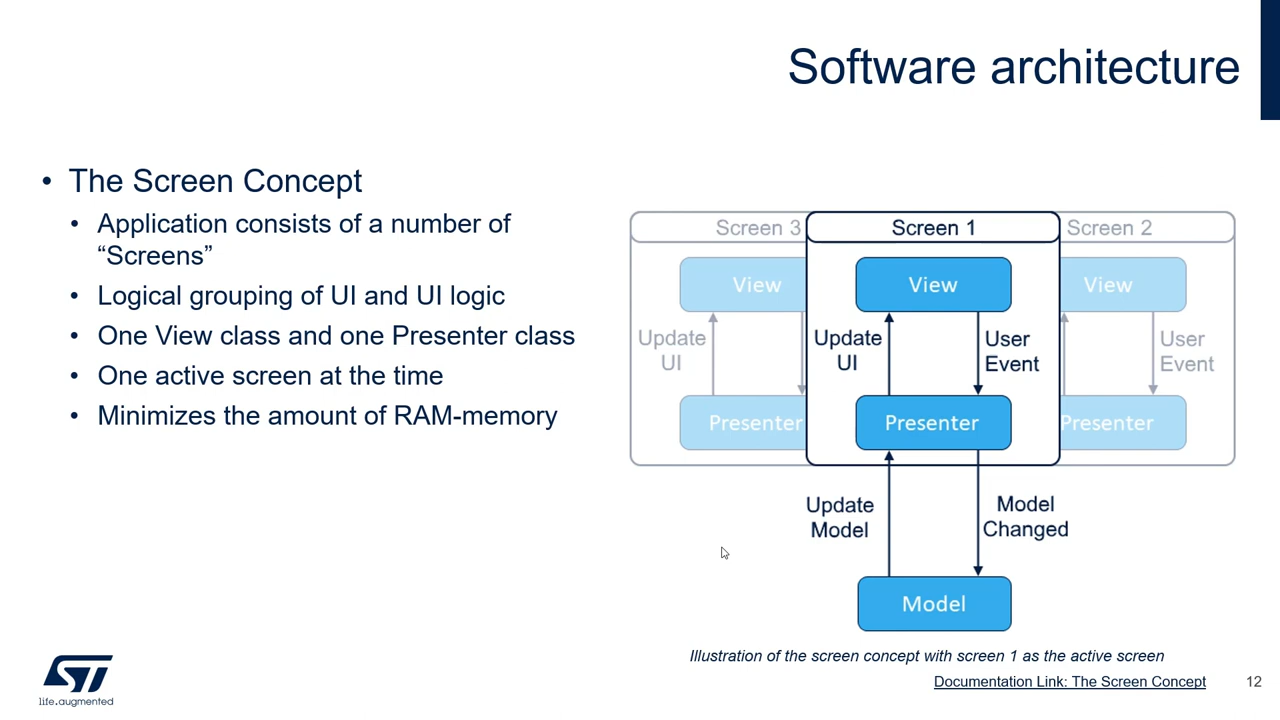 Software architecture
• The Screen Concept
• Application consists of a number of
“Screens”
• Logical grouping of UI and UI logic
• One View class and one Presenter class
• One active screen at the time
• Minimizes the amount of RAM-memory
Screen 3
Screen 1
Screen 2
View
View
View
Update
UI
Update
UI
User
Event
User
Event
Presenter
Presenter
Presenter
Update
Model
Model
Changed
Model
Illustration of the screen concept with screen 1 as the active screen
Documentation Link: The Screen Concept
12
ST
life.augmented